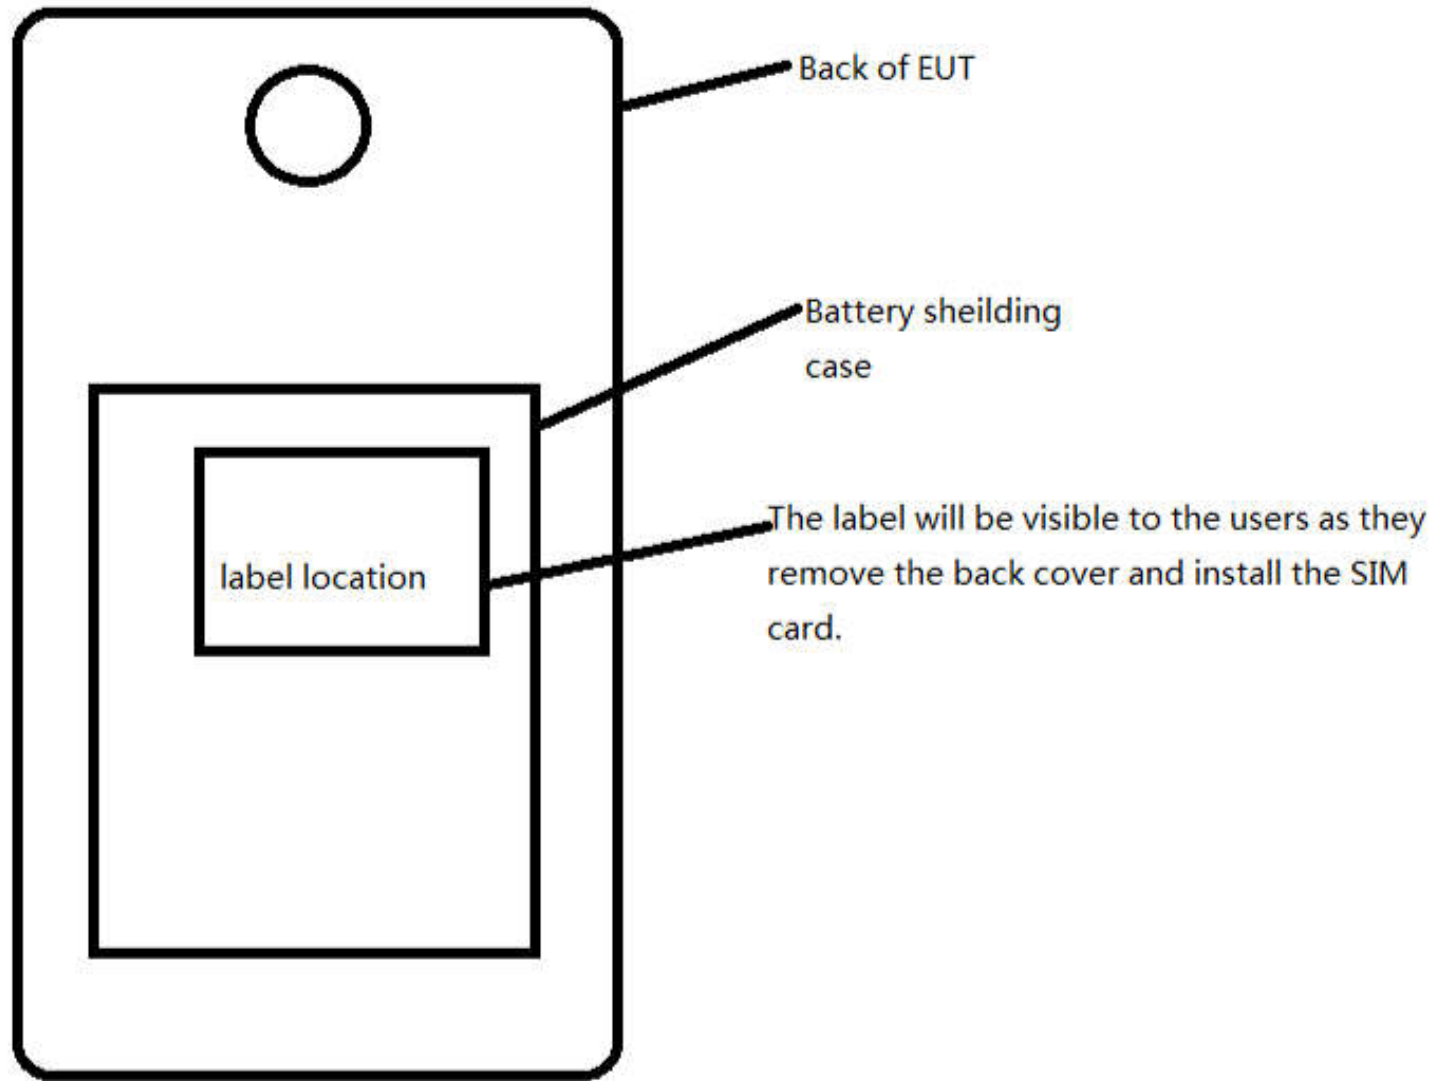 Back of EUT
Battery sheilding
case
The label will be visible to the users as they
label location
remove the back cover and install the SIM
card.